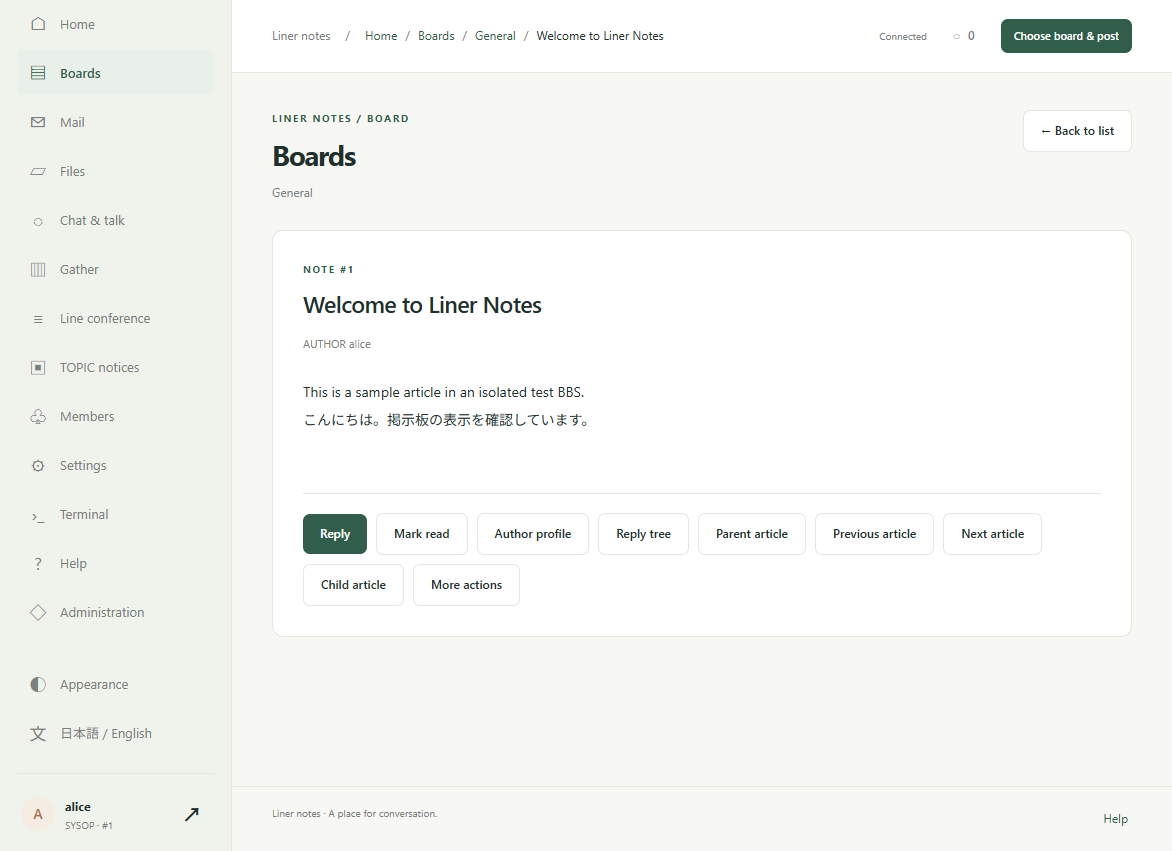 Home
Boards
Mail
Files
Chat & talk
Gather
Line conference
TOPIC notices
Members
Settings
>_ Terminal
? Help
Administration
Appearance
文 日本語 / English
A alice
SYSOP · #1
Liner notes / Home / Boards / General / Welcome to Liner Notes
Connected 0 Choose board & post
LINER NOTES / BOARD
← Back to list
Boards
General
NOTE #1
Welcome to Liner Notes
AUTHOR alice
This is a sample article in an isolated test BBS.
こんにちは。掲示板の表示を確認しています。
Reply Mark read Author profile Reply tree Parent article Previous article Next article
Child article More actions
Liner notes · A place for conversation.
Help